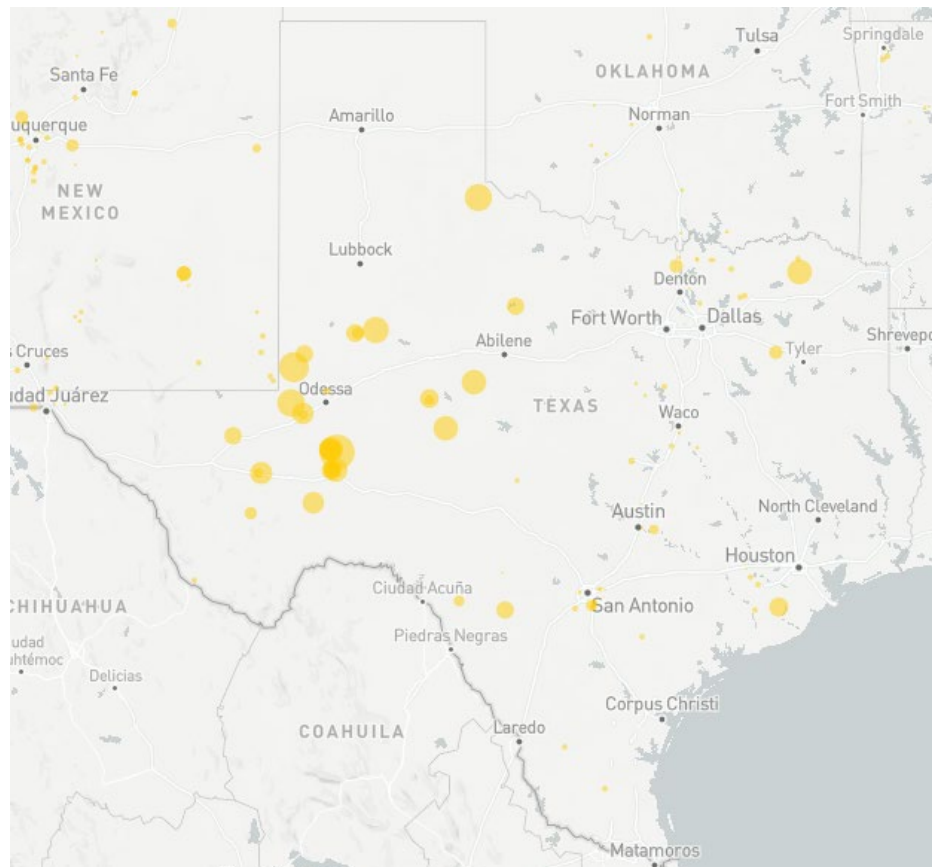 Tulsa
Springdale
Santa Fe
OKLAHOMA
Fort Smith
Amarillo
Norman
uquerque
NEW
MEXICO
Lubbock
Denton
Fort Worth
Dallas
Abilene
Shrevepo
Tyler
s Cruces
udad Juárez
Odessa
TEXAS
Waco
Austin
North Cleveland
Houston
Ciudad Acuña
San Antonio
CHIHUAHUA
Piedras Negras
udad
uhtémoc
Delicias
COAHUILA
Corpus Christi
Laredo
Matamoros